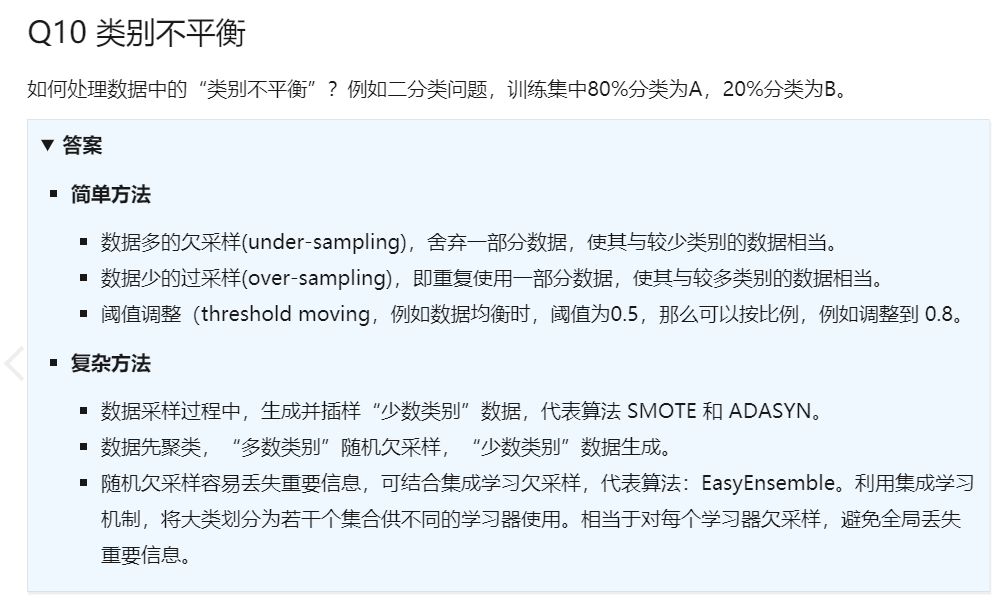 Q10 类别不平衡
如何处理数据中的“类别不平衡”？例如二分类问题，训练集中80%分类为A，20%分类为B。
▼ 答案
▪ 简单方法
▪ 数据多的欠采样(under-sampling)，舍弃一部分数据，使其与较少类别的数据相当。
▪ 数据少的过采样(over-sampling)，即重复使用一部分数据，使其与较多类别的数据相当。
▪ 阈值调整（threshold moving，例如数据均衡时，阈值为0.5，那么可以按比例，例如调整到 0.8。
▪ 复杂方法
▪ 数据采样过程中，生成并插样“少数类别”数据，代表算法 SMOTE 和 ADASYN。
▪ 数据先聚类，“多数类别”随机欠采样，“少数类别”数据生成。
▪ 随机欠采样容易丢失重要信息，可结合集成学习欠采样，代表算法：EasyEnsemble。利用集成学习
机制，将大类划分为若干个集合供不同的学习器使用。相当于对每个学习器欠采样，避免全局丢失
重要信息。